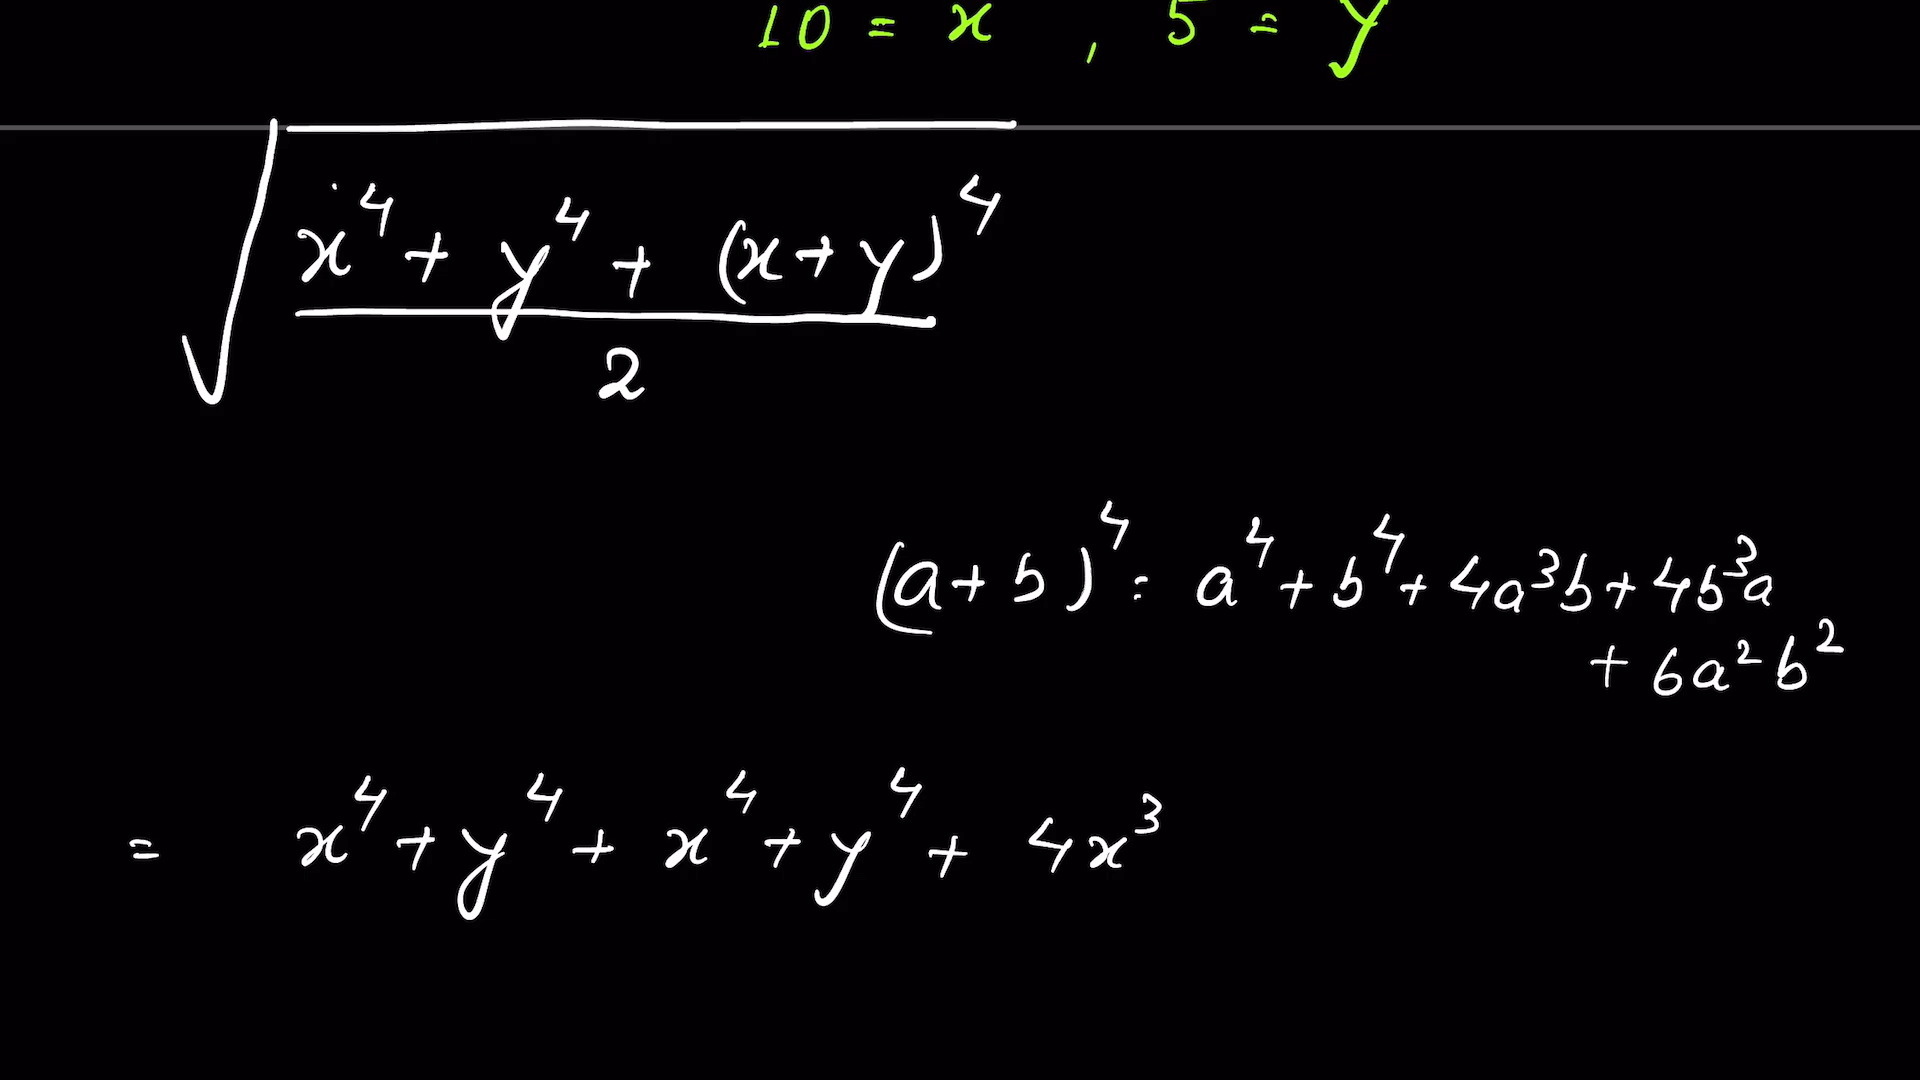 10 = x , 5 = y
√((x⁴ + y⁴ + (x+y)⁴)/2)
(a+b)⁴ = a⁴ + b⁴ + 4a³b + 4b³a
+ 6a²b²
= x⁴ + y⁴ + x⁴ + y⁴ + 4x³